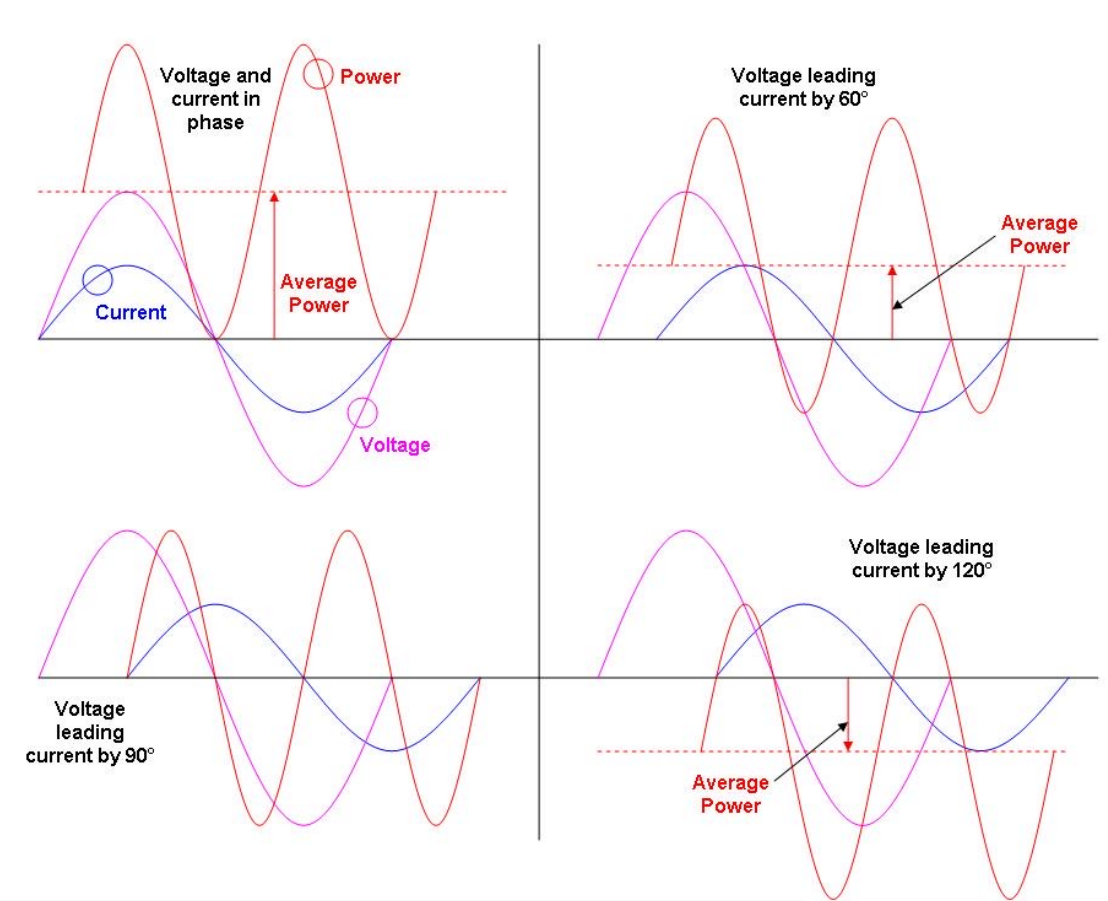 Voltage and
current in
phase
Power
Average
Power
Current
Voltage
Voltage leading
current by 60°
Average
Power
Voltage
leading
current by 90°
Voltage leading
current by 120°
Average
Power